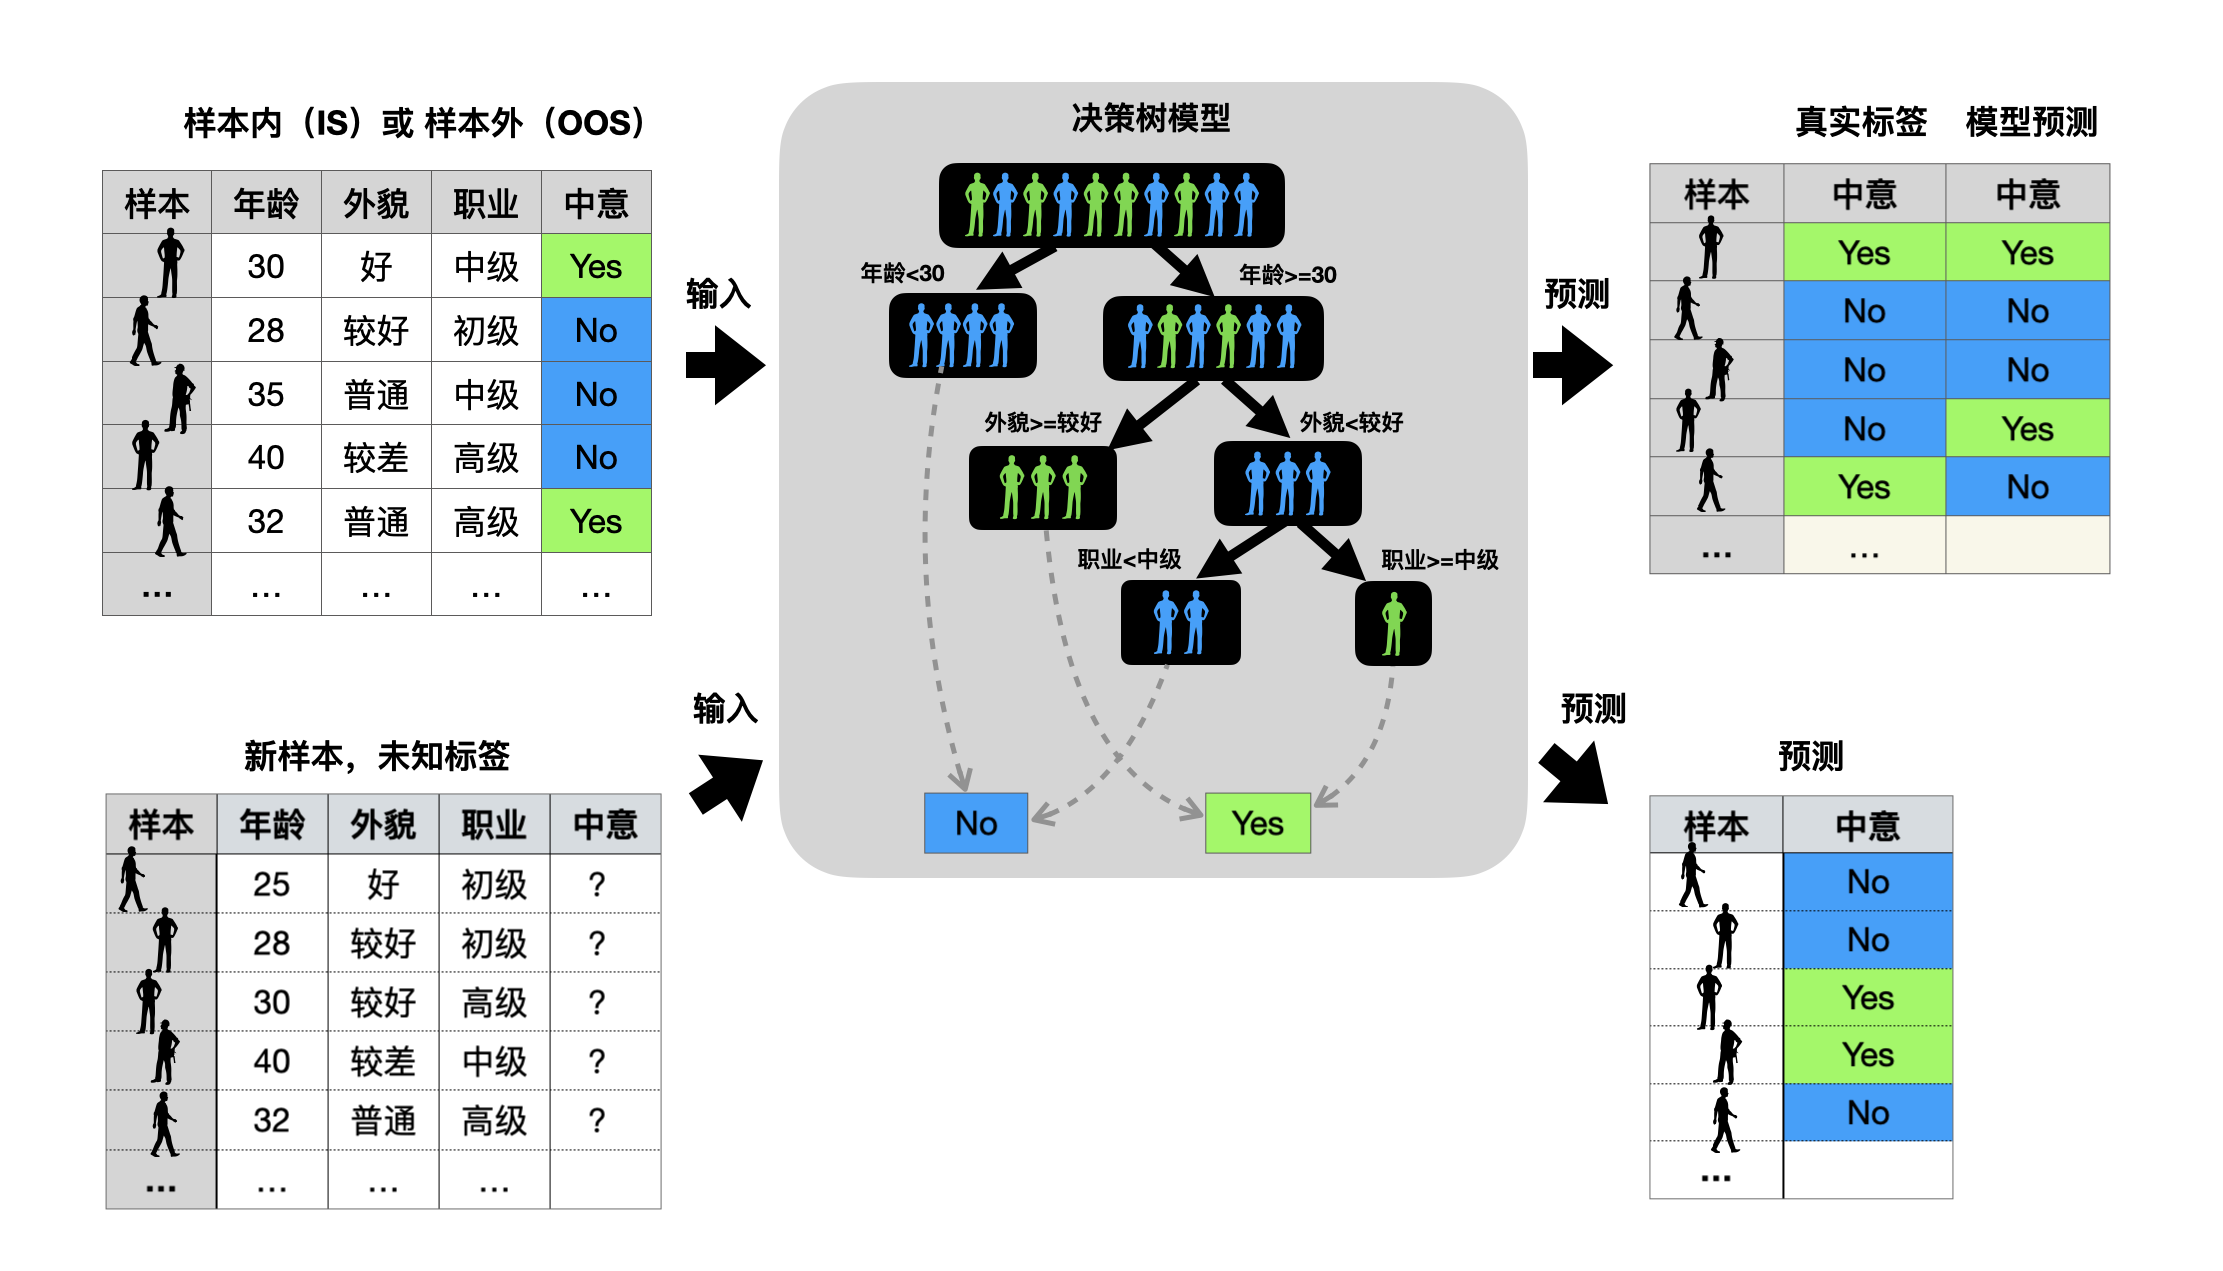 样本内（IS）或 样本外（OOS）
样本 年龄 外貌 职业 中意
30 好 中级 Yes
28 较好 初级 No
35 普通 中级 No
40 较差 高级 No
32 普通 高级 Yes
... ... ... ... ...
输入
决策树模型
年龄<30
年龄>=30
外貌>=较好
外貌<较好
职业<中级
职业>=中级
No
Yes
预测
真实标签 模型预测
样本 中意 中意
Yes Yes
No No
No No
No Yes
Yes No
... ...
新样本，未知标签
样本 年龄 外貌 职业 中意
25 好 初级 ?
28 较好 初级 ?
30 较好 高级 ?
40 较差 中级 ?
32 普通 高级 ?
... ... ... ...
输入
预测
预测
样本 中意
No
No
Yes
Yes
No
...